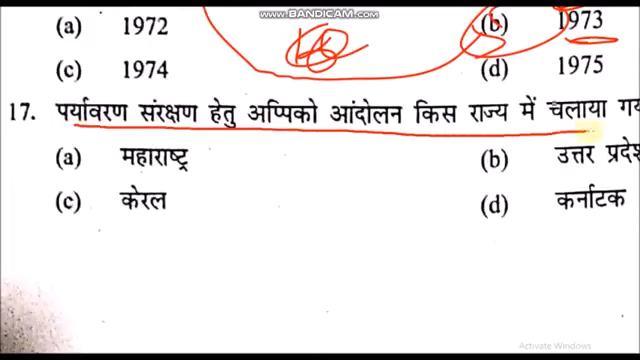 www.BANDICAM.com
(a) 1972 (b) 1973
(c) 1974 (d) 1975
17. पर्यावरण संरक्षण हेतु अप्पिको आंदोलन किस राज्य में चलाया गय
(a) महाराष्ट्र (b) उत्तर प्रदेश
(c) केरल (d) कर्नाटक
Activate Windows